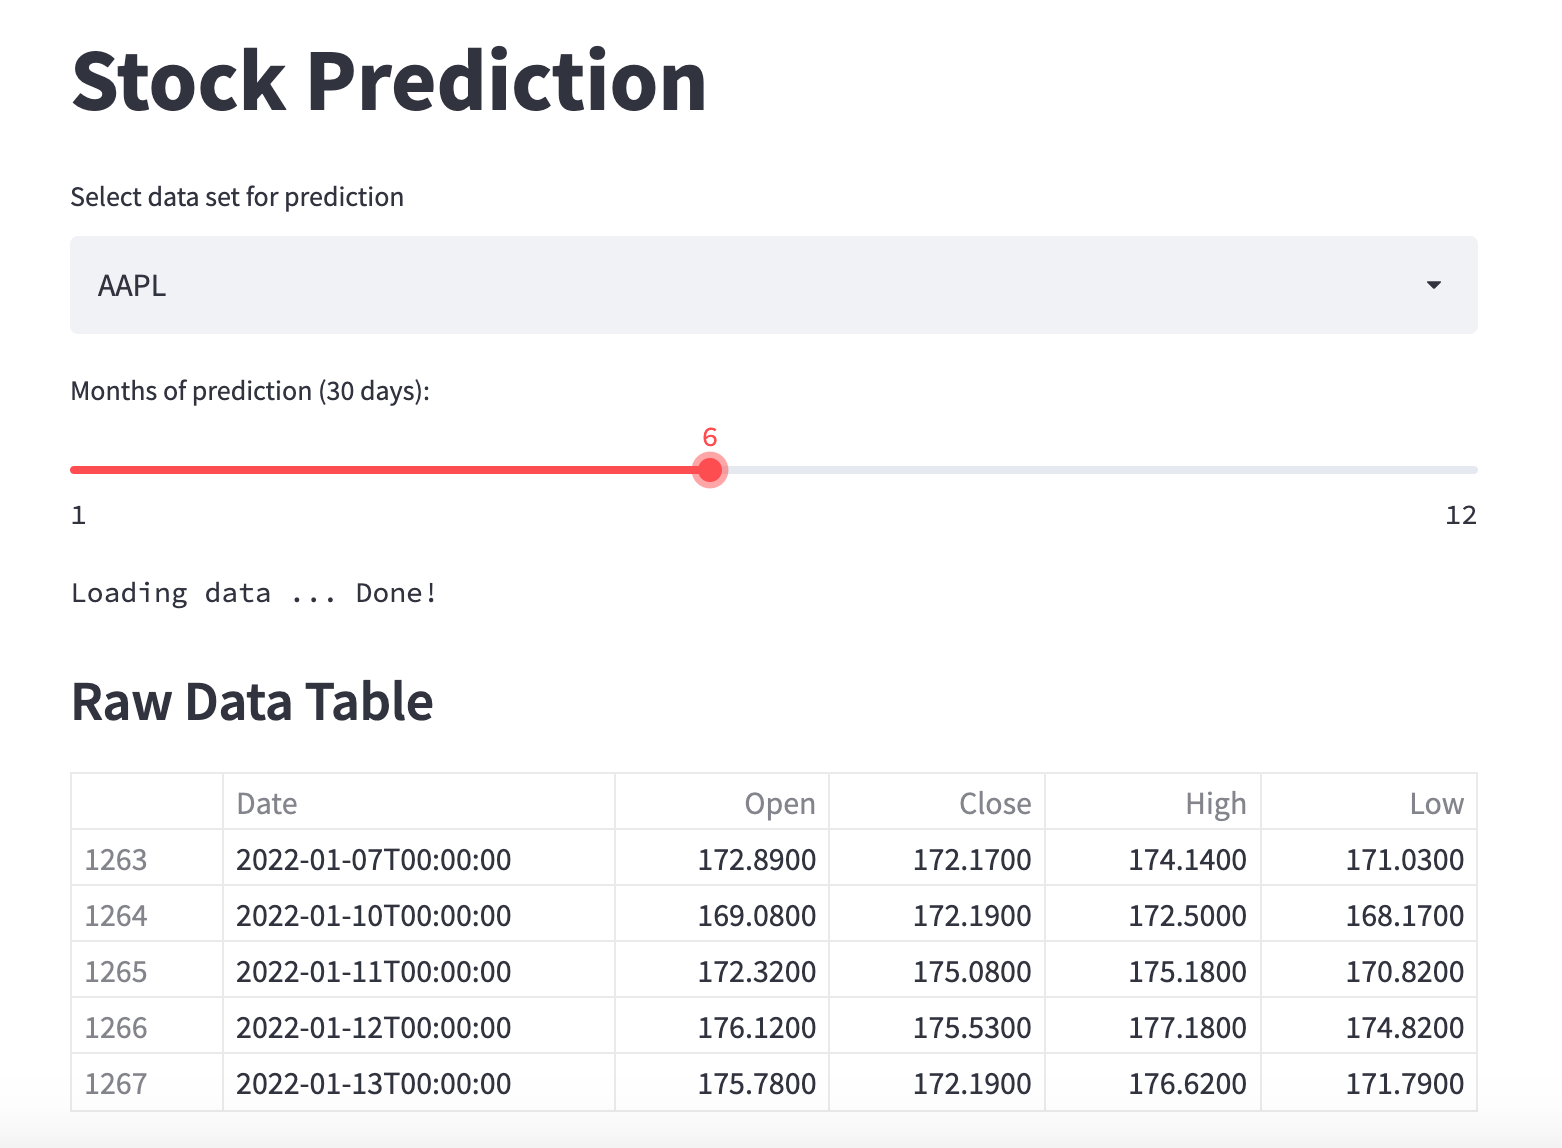 Stock Prediction
Select data set for prediction
AAPL
Months of prediction (30 days):
6
1 12
Loading data ... Done!
Raw Data Table
Date Open Close High Low
1263 2022-01-07T00:00:00 172.8900 172.1700 174.1400 171.0300
1264 2022-01-10T00:00:00 169.0800 172.1900 172.5000 168.1700
1265 2022-01-11T00:00:00 172.3200 175.0800 175.1800 170.8200
1266 2022-01-12T00:00:00 176.1200 175.5300 177.1800 174.8200
1267 2022-01-13T00:00:00 175.7800 172.1900 176.6200 171.7900